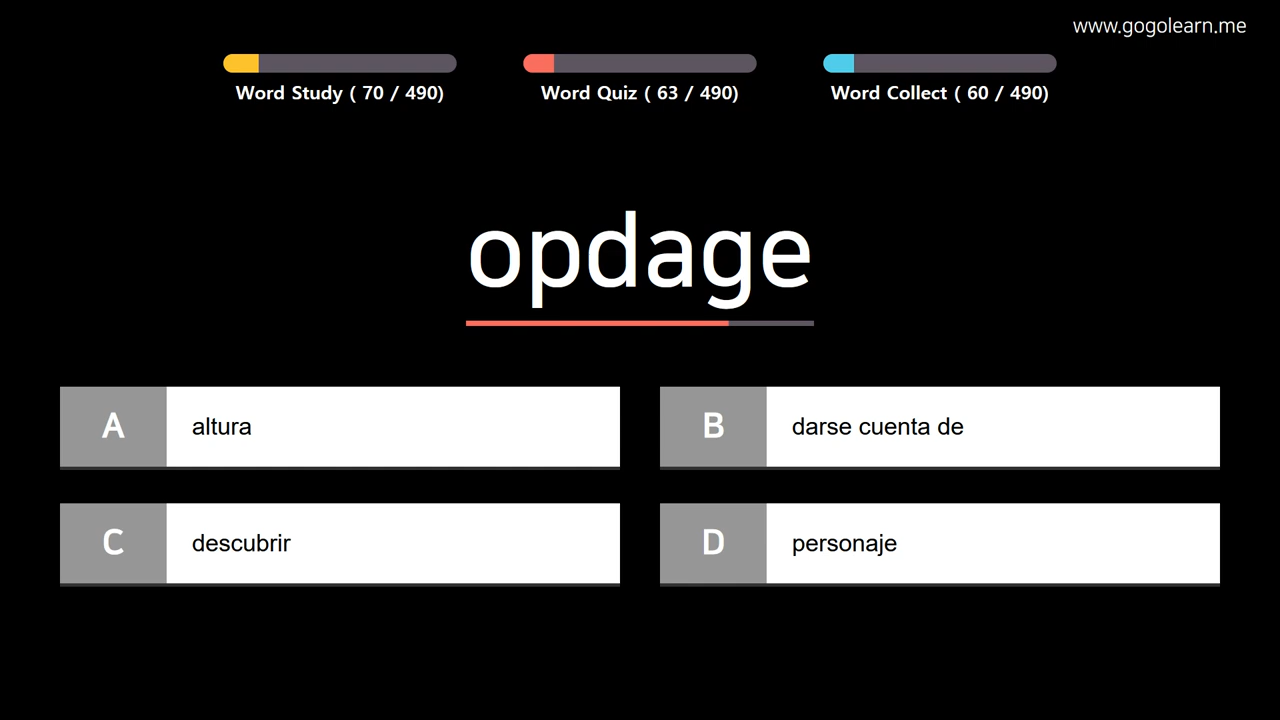 www.gogolearn.me
Word Study ( 70 / 490)
Word Quiz ( 63 / 490)
Word Collect ( 60 / 490)
opdage
A altura
B darse cuenta de
C descubrir
D personaje